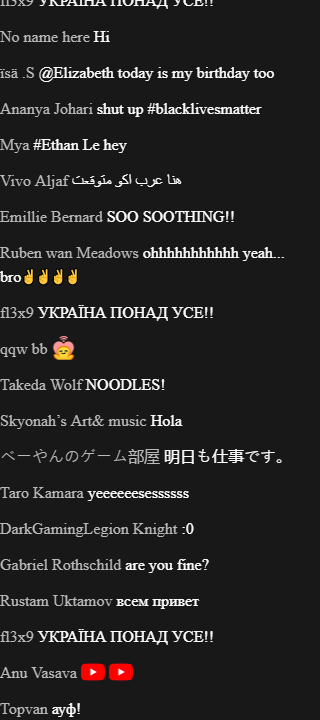 fl3x9 УКРАЇНА ПОНАД УСЕ!!
No name here Hi
ïsä .S @Elizabeth today is my birthday too
Ananya Johari shut up #blacklivesmatter
Mya #Ethan Le hey
Vivo Aljaf هنا عرب اكو متوقعت
Emillie Bernard SOO SOOTHING!!
Ruben wan Meadows ohhhhhhhhhhh yeah...
bro✌✌✌✌
fl3x9 УКРАЇНА ПОНАД УСЕ!!
qqw bb
Takeda Wolf NOODLES!
Skyonah’s Art& music Hola
べーやんのゲーム部屋 明日も仕事です。
Taro Kamara yeeeeeesessssss
DarkGamingLegion Knight :0
Gabriel Rothschild are you fine?
Rustam Uktamov всем привет
fl3x9 УКРАЇНА ПОНАД УСЕ!!
Anu Vasava
Topvan ауф!